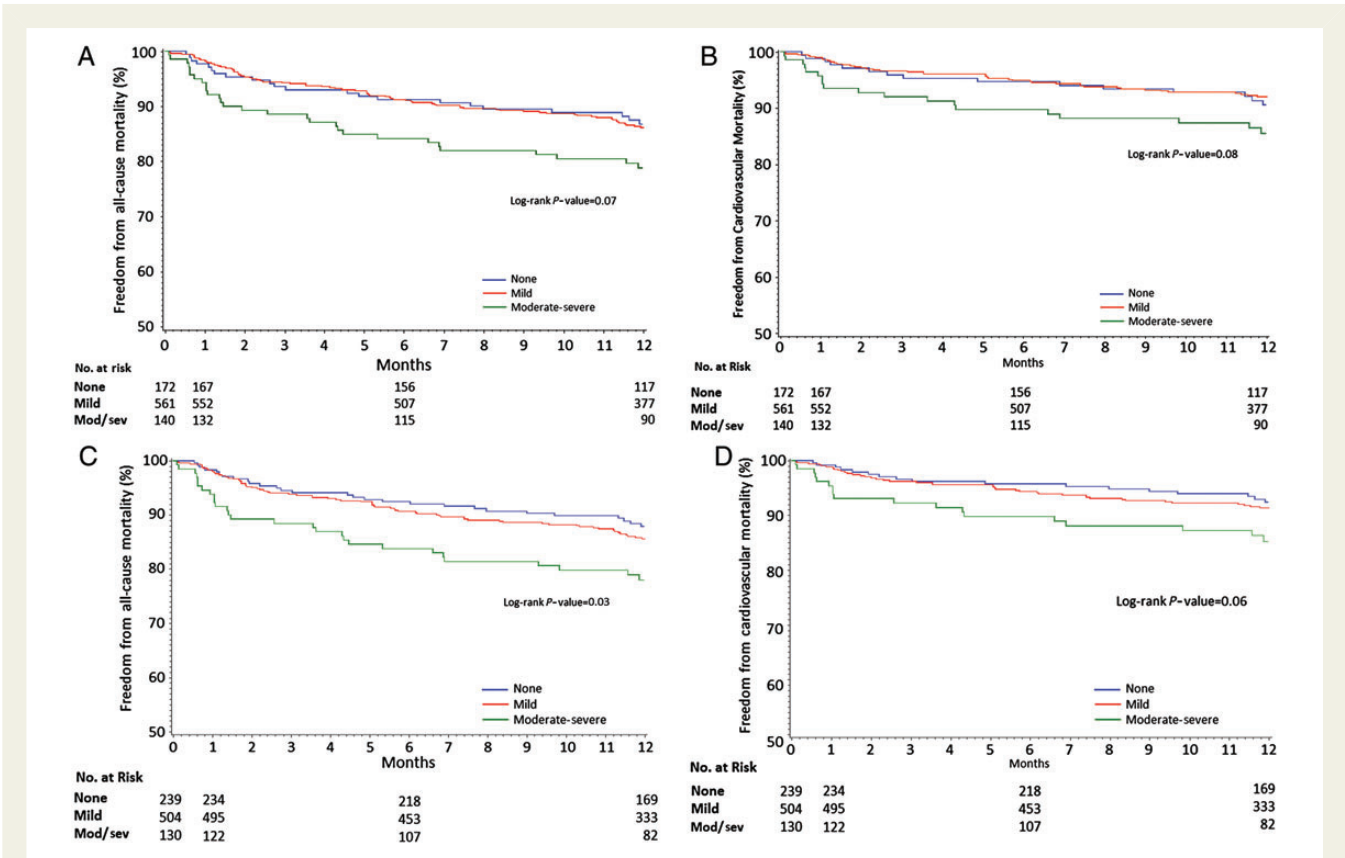 A
Freedom from all-cause mortality (%)
100
90
80
70
60
50
Log-rank P-value=0.07
None
Mild
Moderate-severe
0 1 2 3 4 5 6 7 8 9 10 11 12
Months
No. at risk
None 172 167 156 117
Mild 561 552 507 377
Mod/sev 140 132 115 90
B
Freedom from Cardiovascular Mortality (%)
100
90
80
70
60
50
Log-rank P-value=0.08
None
Mild
Moderate-severe
0 1 2 3 4 5 6 7 8 9 10 11 12
Months
No. at Risk
None 172 167 156 117
Mild 561 552 507 377
Mod/sev 140 132 115 90
C
Freedom from all-cause mortality (%)
100
90
80
70
60
50
Log-rank P-value=0.03
None
Mild
Moderate-severe
0 1 2 3 4 5 6 7 8 9 10 11 12
Months
No. at Risk
None 239 234 218 169
Mild 504 495 453 333
Mod/sev 130 122 107 82
D
Freedom from cardiovascular mortality (%)
100
90
80
70
60
50
Log-rank P-value=0.06
None
Mild
Moderate-severe
0 1 2 3 4 5 6 7 8 9 10 11 12
Months
No. at Risk
None 239 234 218 169
Mild 504 495 453 333
Mod/sev 130 122 107 82